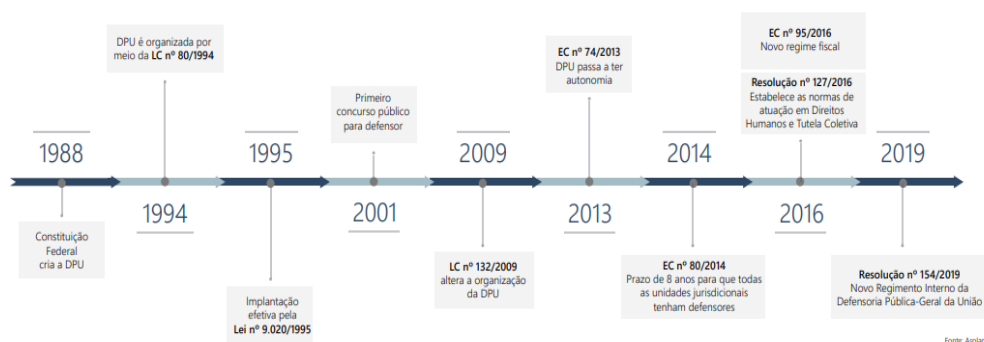 1988
Constituição
Federal
cria a DPU
DPU é organizada por
meio da LC nº 80/1994
1994
1995
Implantação
efetiva pela
Lei nº 9.020/1995
Primeiro
concurso público
para defensor
2001
2009
LC nº 132/2009
altera a organização
da DPU
EC nº 74/2013
DPU passa a ter
autonomia
2013
2014
EC nº 80/2014
Prazo de 8 anos para que todas
as unidades jurisdicionais
tenham defensores
EC nº 95/2016
Novo regime fiscal
Resolução nº 127/2016
Estabelece as normas de
atuação em Direitos
Humanos e Tutela Coletiva
2016
2019
Resolução nº 154/2019
Novo Regimento Interno da
Defensoria Pública-Geral da União
Fonte: Asplan